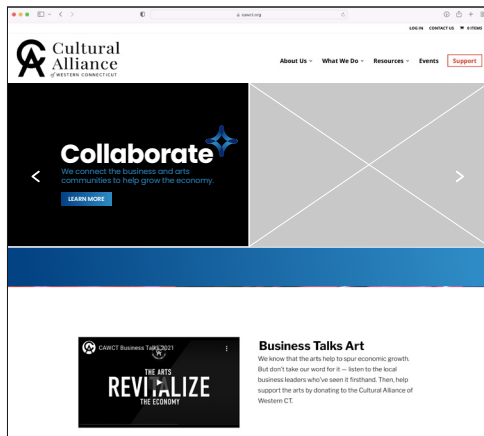 cawct.org
LOG IN CONTACT US 0 ITEMS
Cultural
Alliance
of WESTERN CONNECTICUT
About Us What We Do Resources Events Support
Collaborate
We connect the business and arts
communities to help grow the economy.
LEARN MORE
CAWCT Business Talks 2021
THE ARTS
REVITALIZE
THE ECONOMY
Business Talks Art
We know that the arts help to spur economic growth.
But don't take our word for it — listen to the local
business leaders who've seen it firsthand. Then, help
support the arts by donating to the Cultural Alliance of
Western CT.